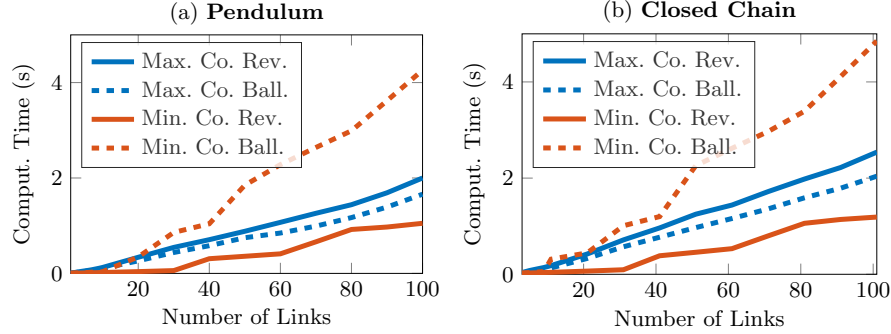 (a) Pendulum
Comput. Time (s)
4
2
0
Max. Co. Rev.
Max. Co. Ball.
Min. Co. Rev.
Min. Co. Ball.
20 40 60 80 100
Number of Links
(b) Closed Chain
Comput. Time (s)
4
2
0
Max. Co. Rev.
Max. Co. Ball.
Min. Co. Rev.
Min. Co. Ball.
20 40 60 80 100
Number of Links